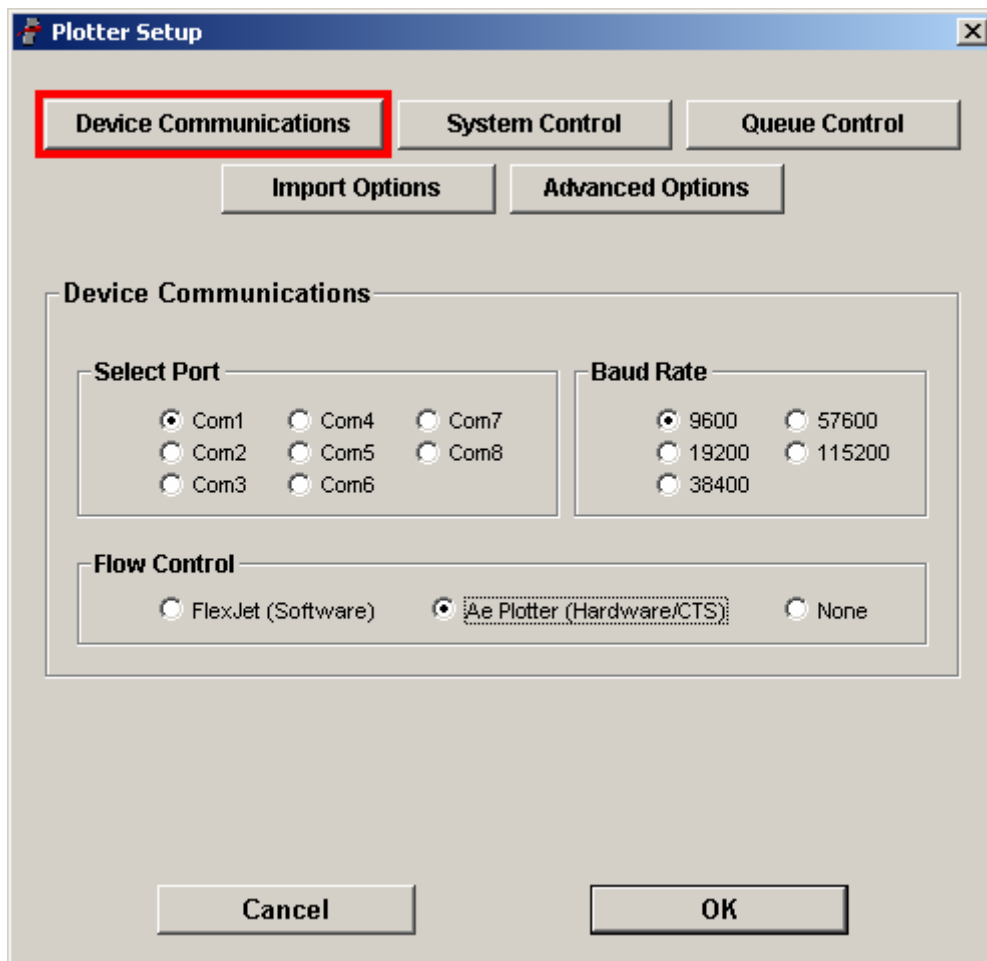 Plotter Setup
Device Communications System Control Queue Control
Import Options Advanced Options
Device Communications
Select Port Baud Rate
Com1 Com4 Com7 9600 57600
Com2 Com5 Com8 19200 115200
Com3 Com6 38400
Flow Control
FlexJet (Software) Ae Plotter (Hardware/CTS) None
Cancel OK